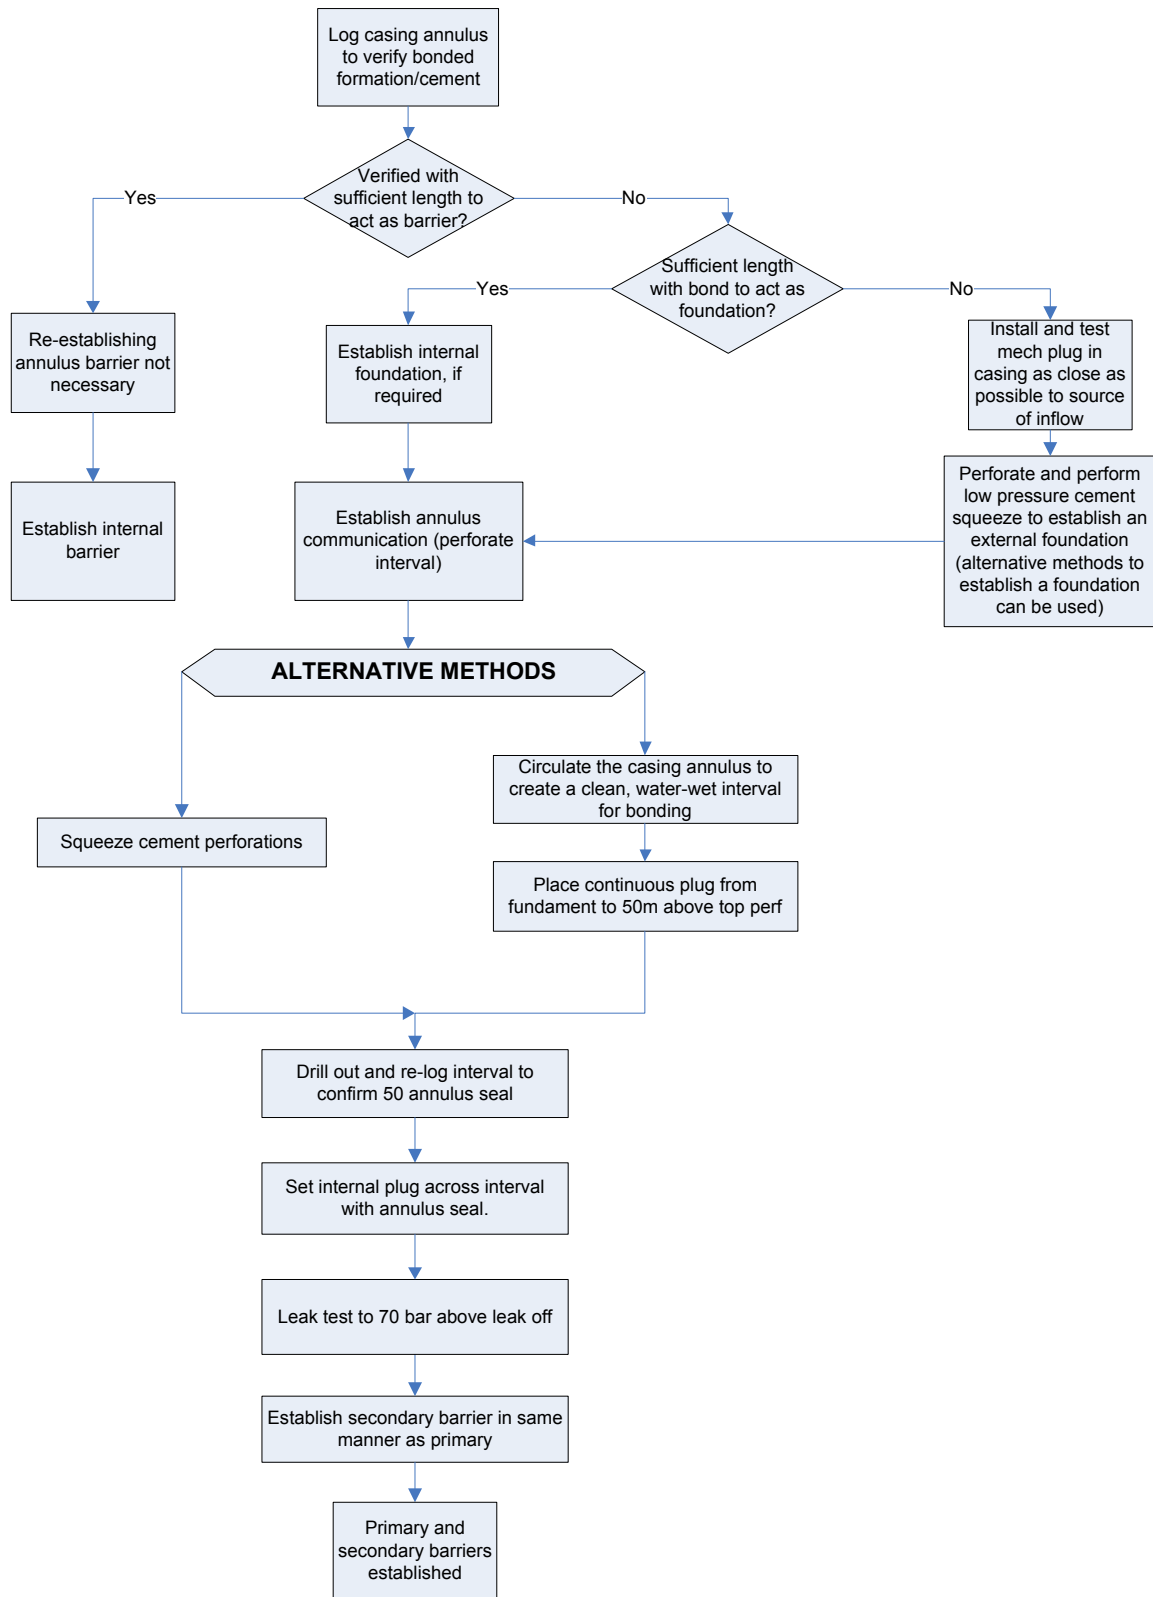 Log casing annulus
to verify bonded
formation/cement
Verified with
sufficient length to
act as barrier?
Yes
No
Sufficient length
with bond to act as
foundation?
Yes
No
Re-establishing
annulus barrier not
necessary
Establish internal
foundation, if
required
Install and test
mech plug in
casing as close as
possible to source
of inflow
Establish internal
barrier
Establish annulus
communication (perforate
interval)
Perforate and perform
low pressure cement
squeeze to establish an
external foundation
(alternative methods to
establish a foundation
can be used)
ALTERNATIVE METHODS
Squeeze cement perforations
Circulate the casing annulus to
create a clean, water-wet interval
for bonding
Place continuous plug from
fundament to 50m above top perf
Drill out and re-log interval to
confirm 50 annulus seal
Set internal plug across interval
with annulus seal.
Leak test to 70 bar above leak off
Establish secondary barrier in same
manner as primary
Primary and
secondary barriers
established